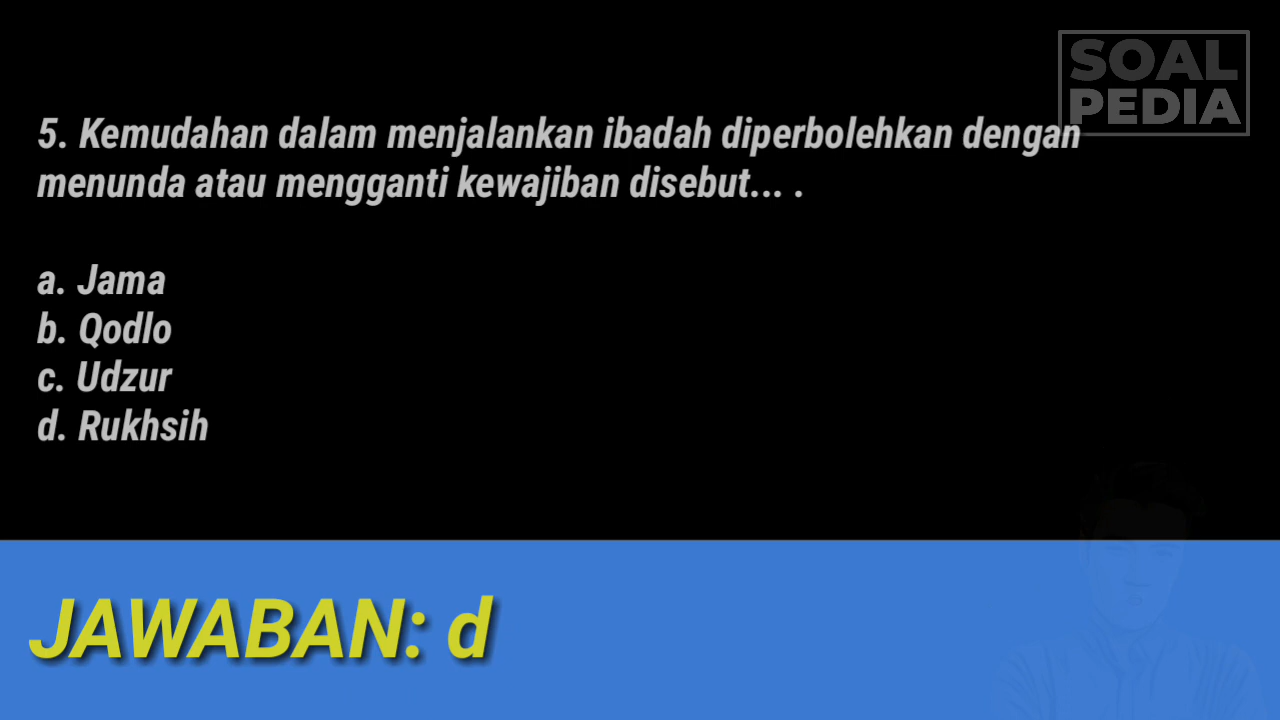 SOAL
PEDIA
5. Kemudahan dalam menjalankan ibadah diperbolehkan dengan
menunda atau mengganti kewajiban disebut... .
a. Jama
b. Qodlo
c. Udzur
d. Rukhsih
JAWABAN: d